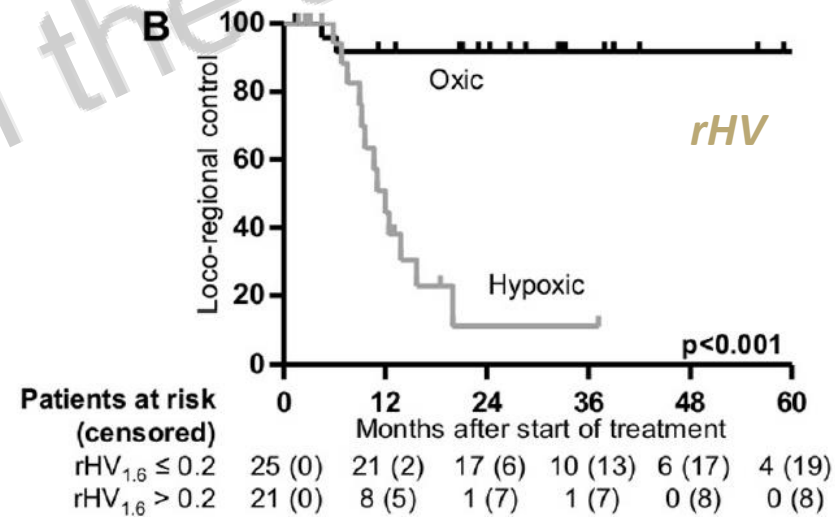 B
rHV
Oxic
Hypoxic
p<0.001
Loco-regional control
100
80
60
40
20
0
0 12 24 36 48 60
Months after start of treatment
Patients at risk
(censored)
rHV1.6 ≤ 0.2 25 (0) 21 (2) 17 (6) 10 (13) 6 (17) 4 (19)
rHV1.6 > 0.2 21 (0) 8 (5) 1 (7) 1 (7) 0 (8) 0 (8)